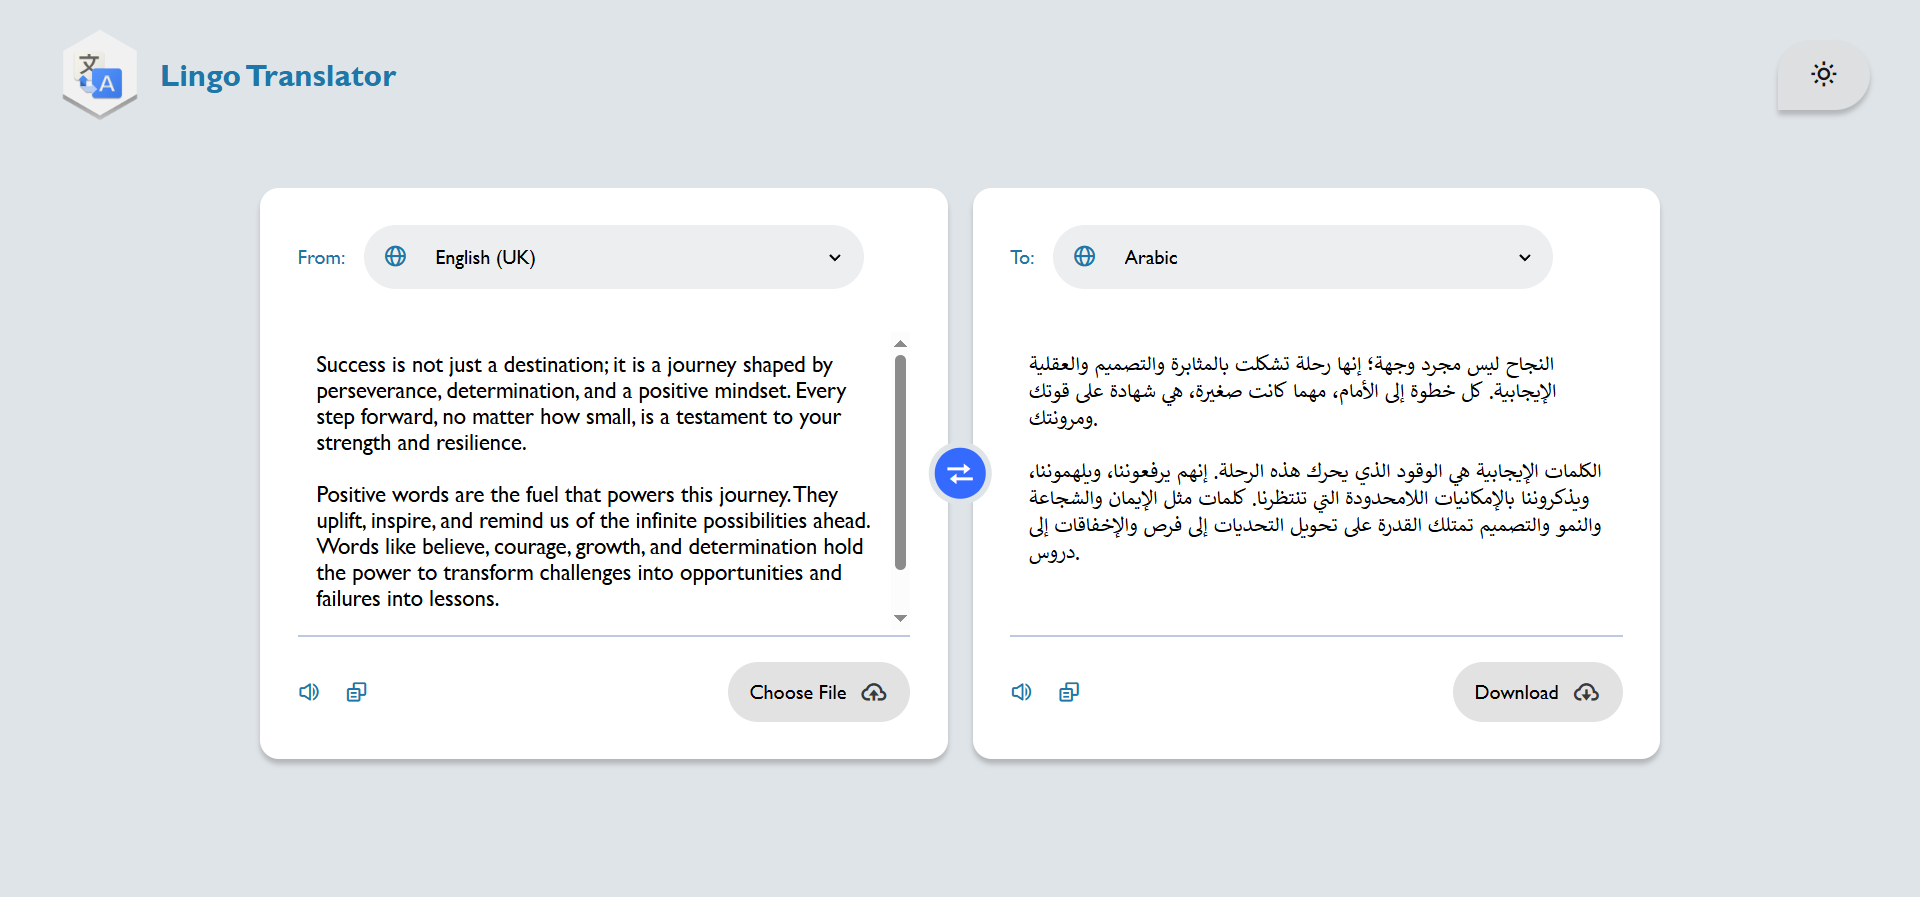 文
A
Lingo Translator
From:
English (UK)
Success is not just a destination; it is a journey shaped by
perseverance, determination, and a positive mindset. Every
step forward, no matter how small, is a testament to your
strength and resilience.
Positive words are the fuel that powers this journey. They
uplift, inspire, and remind us of the infinite possibilities ahead.
Words like believe, courage, growth, and determination hold
the power to transform challenges into opportunities and
failures into lessons.
Choose File
To:
Arabic
النجاح ليس مجرد وجهة؛ إنها رحلة تشكلت بالمثابرة والتصميم والعقلية
الإيجابية. كل خطوة إلى الأمام، مهما كانت صغيرة، هي شهادة على قوتك
ومرونتك.
الكلمات الإيجابية هي الوقود الذي يحرك هذه الرحلة. إنهم يرفعوننا، ويلهموننا،
ويذكروننا بالإمكانيات اللامحدودة التي تنتظرنا. كلمات مثل الإيمان والشجاعة
والنمو والتصميم تمتلك القدرة على تحويل التحديات إلى فرص والإخفاقات إلى
دروس.
Download